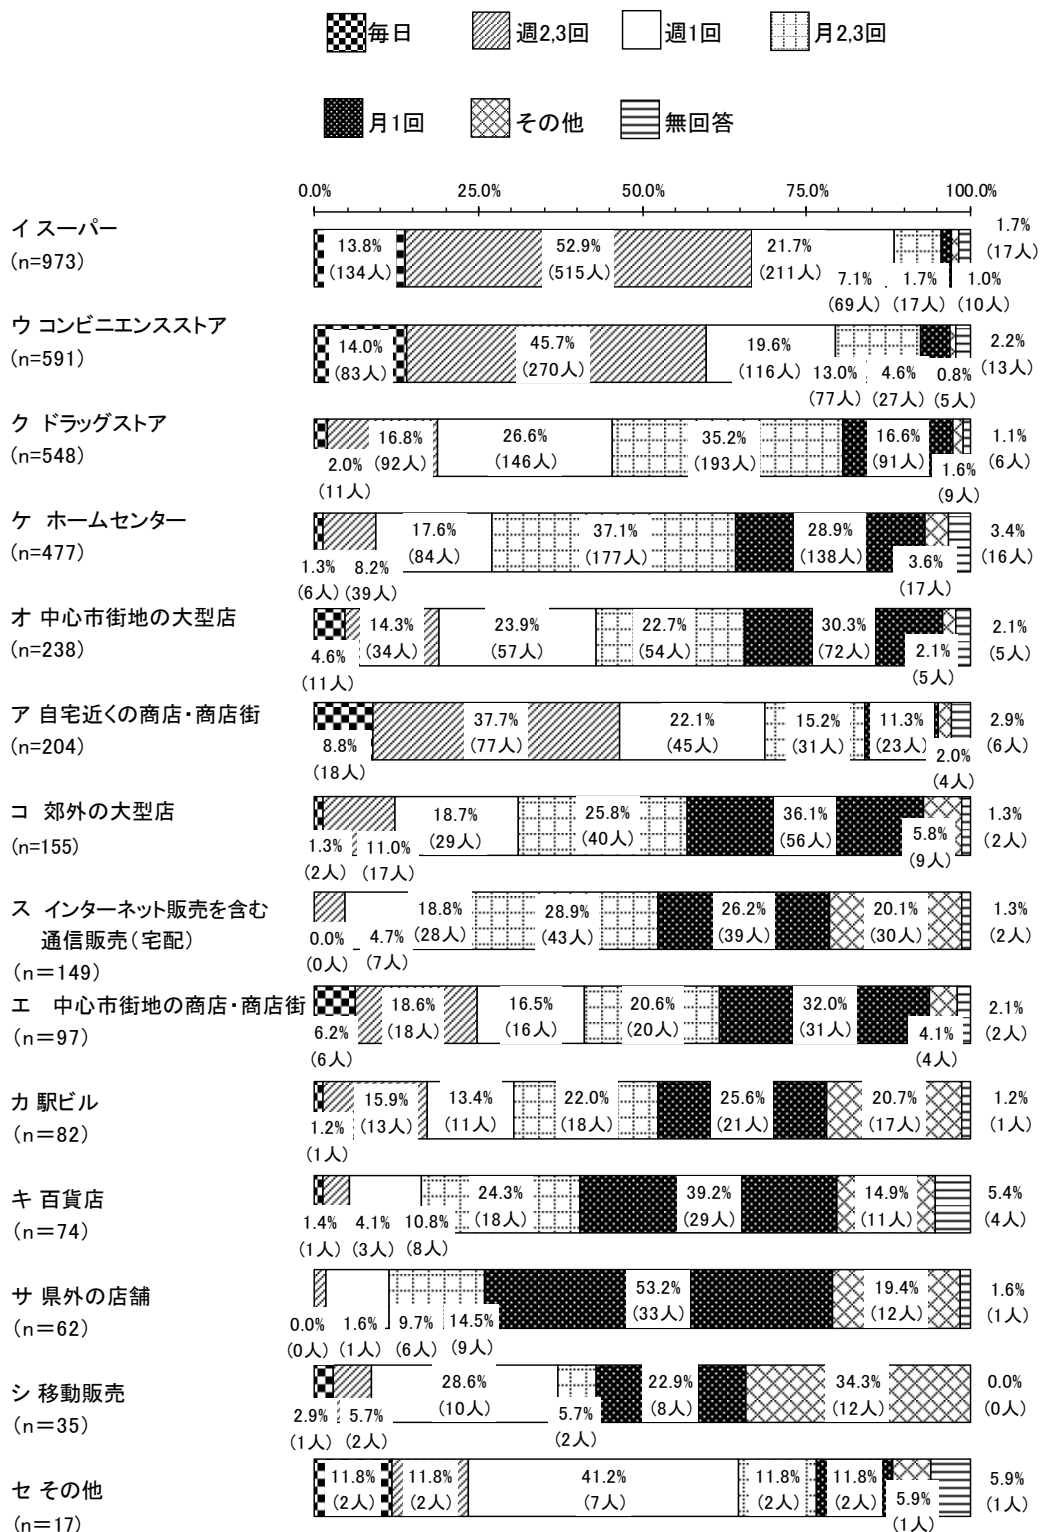 毎日 週2,3回 週1回 月2,3回
月1回 その他 無回答
0.0% 25.0% 50.0% 75.0% 100.0%
イ スーパー
(n=973)
13.8% 52.9% 21.7% 1.7%
(134人) (515人) (211人) (17人)
7.1% 1.7% 1.0%
(69人) (17人) (10人)
ウ コンビニエンスストア
(n=591)
14.0% 45.7% 19.6% 2.2%
(83人) (270人) (116人) (13人)
13.0% 4.6% 0.8%
(77人) (27人) (5人)
ク ドラッグストア
(n=548)
16.8% 26.6% 35.2% 16.6% 1.1%
(92人) (146人) (193人) (91人) (6人)
2.0% 1.6%
(11人) (9人)
ケ ホームセンター
(n=477)
17.6% 37.1% 28.9% 3.4%
(84人) (177人) (138人) (16人)
1.3% 8.2% 3.6%
(6人) (39人) (17人)
オ 中心市街地の大型店
(n=238)
14.3% 23.9% 22.7% 30.3% 2.1%
(34人) (57人) (54人) (72人) (5人)
4.6% 2.1%
(11人) (5人)
ア 自宅近くの商店・商店街
(n=204)
37.7% 22.1% 15.2% 11.3% 2.9%
(77人) (45人) (31人) (23人) (6人)
8.8% 2.0%
(18人) (4人)
コ 郊外の大型店
(n=155)
18.7% 25.8% 36.1% 1.3%
(29人) (40人) (56人) (2人)
1.3% 11.0% 5.8%
(2人) (17人) (9人)
ス インターネット販売を含む
通信販売(宅配)
(n=149)
18.8% 28.9% 26.2% 20.1% 1.3%
(28人) (43人) (39人) (30人) (2人)
0.0% 4.7%
(0人) (7人)
エ 中心市街地の商店・商店街
(n=97)
18.6% 16.5% 20.6% 32.0% 2.1%
(18人) (16人) (20人) (31人) (2人)
6.2% 4.1%
(6人) (4人)
カ 駅ビル
(n=82)
15.9% 13.4% 22.0% 25.6% 20.7% 1.2%
(13人) (11人) (18人) (21人) (17人) (1人)
1.2%
(1人)
キ 百貨店
(n=74)
24.3% 39.2% 14.9% 5.4%
(18人) (29人) (11人) (4人)
1.4% 4.1% 10.8%
(1人) (3人) (8人)
サ 県外の店舗
(n=62)
53.2% 19.4% 1.6%
(33人) (12人) (1人)
0.0% 1.6% 9.7% 14.5%
(0人) (1人) (6人) (9人)
シ 移動販売
(n=35)
28.6% 22.9% 34.3% 0.0%
(10人) (8人) (12人) (0人)
2.9% 5.7% 5.7%
(1人) (2人) (2人)
セ その他
(n=17)
11.8% 11.8% 41.2% 11.8% 11.8% 5.9%
(2人) (2人) (7人) (2人) (2人) (1人)
5.9%
(1人)